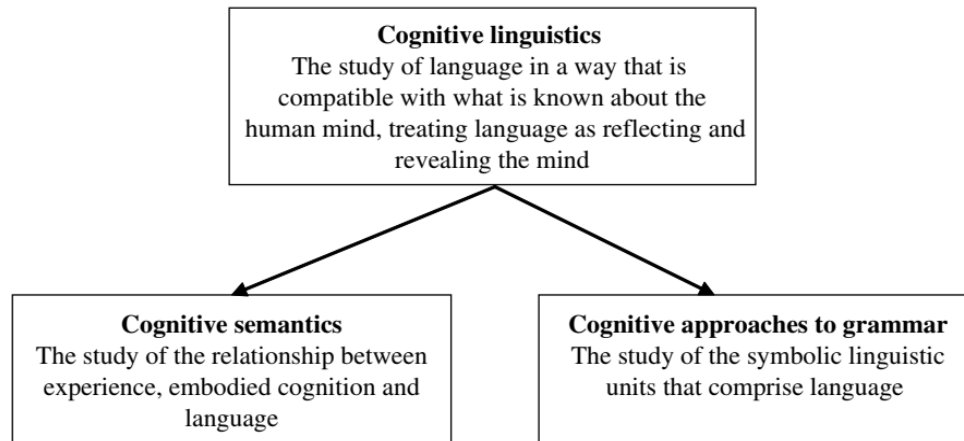 Cognitive linguistics
The study of language in a way that is
compatible with what is known about the
human mind, treating language as reflecting and
revealing the mind
Cognitive semantics
The study of the relationship between
experience, embodied cognition and
language
Cognitive approaches to grammar
The study of the symbolic linguistic
units that comprise language